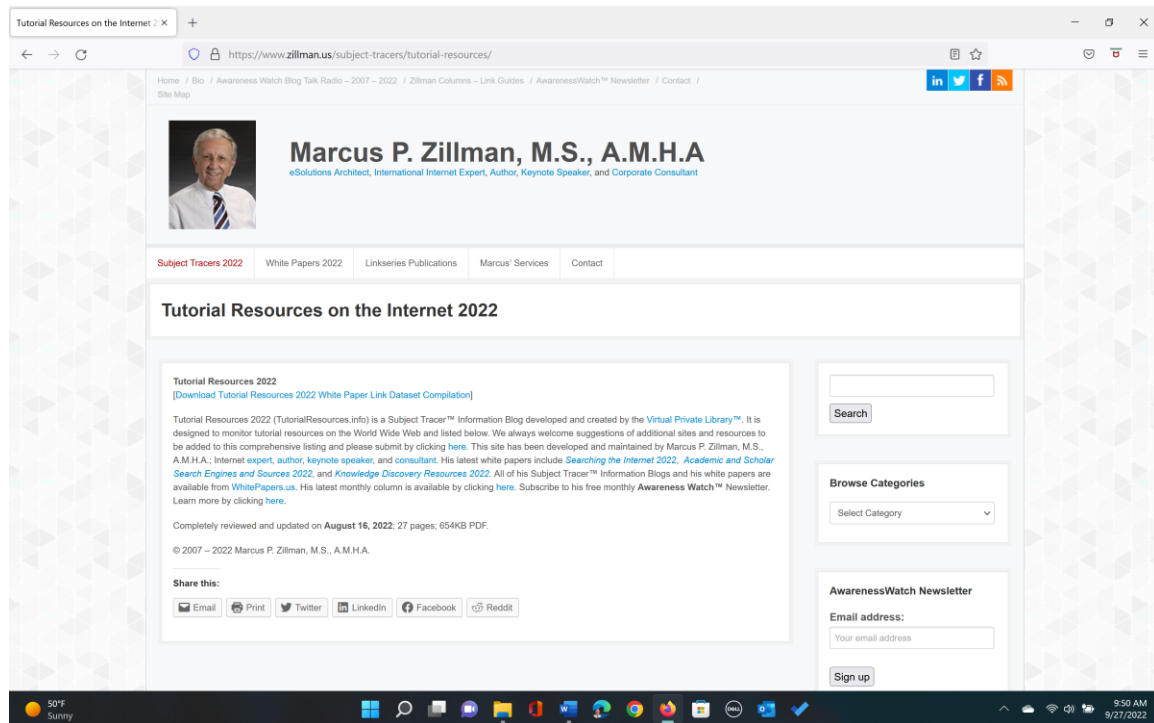 Tutorial Resources on the Internet 2
https://www.zillman.us/subject-tracers/tutorial-resources/
Home / Bio / Awareness Watch Blog Talk Radio – 2007 – 2022 / Zillman Columns – Link Guides / AwarenessWatch™ Newsletter / Contact /
Site Map
Marcus P. Zillman, M.S., A.M.H.A
eSolutions Architect, International Internet Expert, Author, Keynote Speaker, and Corporate Consultant
Subject Tracers 2022 White Papers 2022 Linkseries Publications Marcus' Services Contact
Tutorial Resources on the Internet 2022
Tutorial Resources 2022
[Download Tutorial Resources 2022 White Paper Link Dataset Compilation]
Tutorial Resources 2022 (TutorialResources.info) is a Subject Tracer™ Information Blog developed and created by the Virtual Private Library™. It is
designed to monitor tutorial resources on the World Wide Web and listed below. We always welcome suggestions of additional sites and resources to
be added to this comprehensive listing and please submit by clicking here. This site has been developed and maintained by Marcus P. Zillman, M.S.,
A.M.H.A.; Internet expert, author, keynote speaker, and consultant. His latest white papers include Searching the Internet 2022, Academic and Scholar
Search Engines and Sources 2022, and Knowledge Discovery Resources 2022. All of his Subject Tracer™ Information Blogs and his white papers are
available from WhitePapers.us. His latest monthly column is available by clicking here. Subscribe to his free monthly Awareness Watch™ Newsletter.
Learn more by clicking here.
Completely reviewed and updated on August 16, 2022; 27 pages; 654KB PDF.
© 2007 – 2022 Marcus P. Zillman, M.S., A.M.H.A.
Share this:
Email Print Twitter LinkedIn Facebook Reddit
Search
Browse Categories
Select Category
AwarenessWatch Newsletter
Email address:
Your email address
Sign up
50°F
Sunny
DELL
9:50 AM
9/27/2022